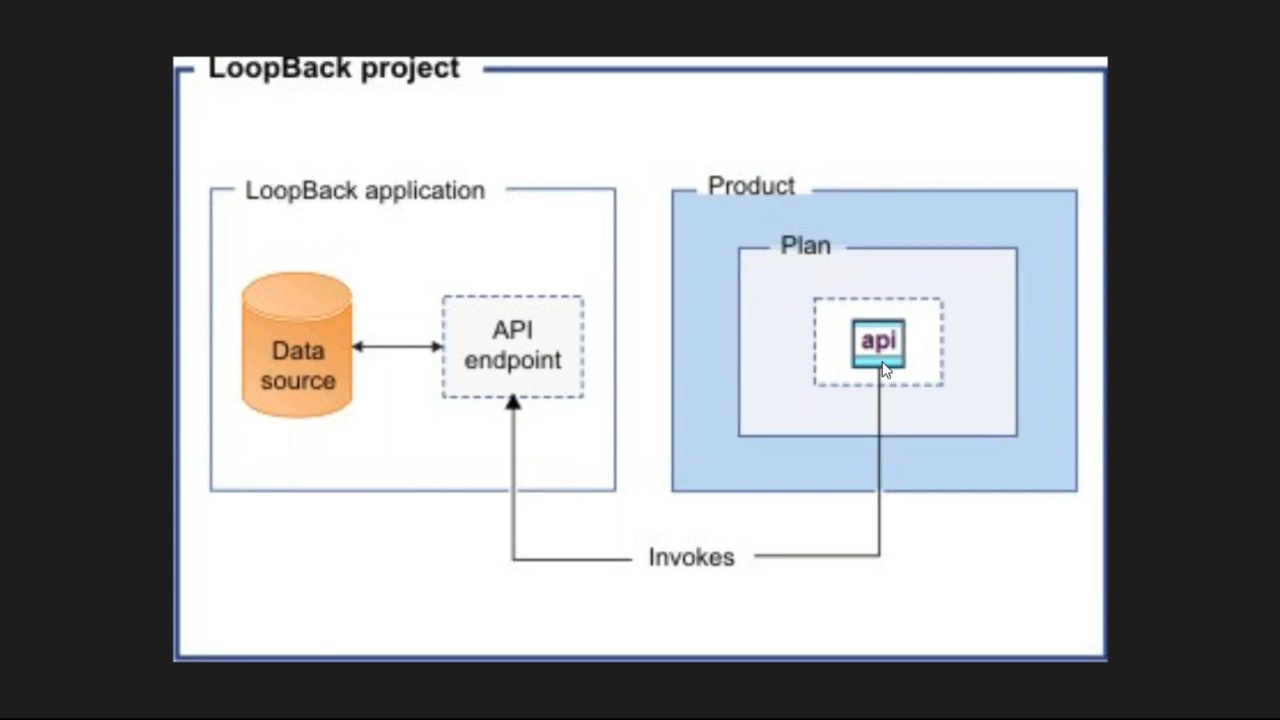 LoopBack project
LoopBack application
Product
Plan
Data
source
API
endpoint
api
Invokes